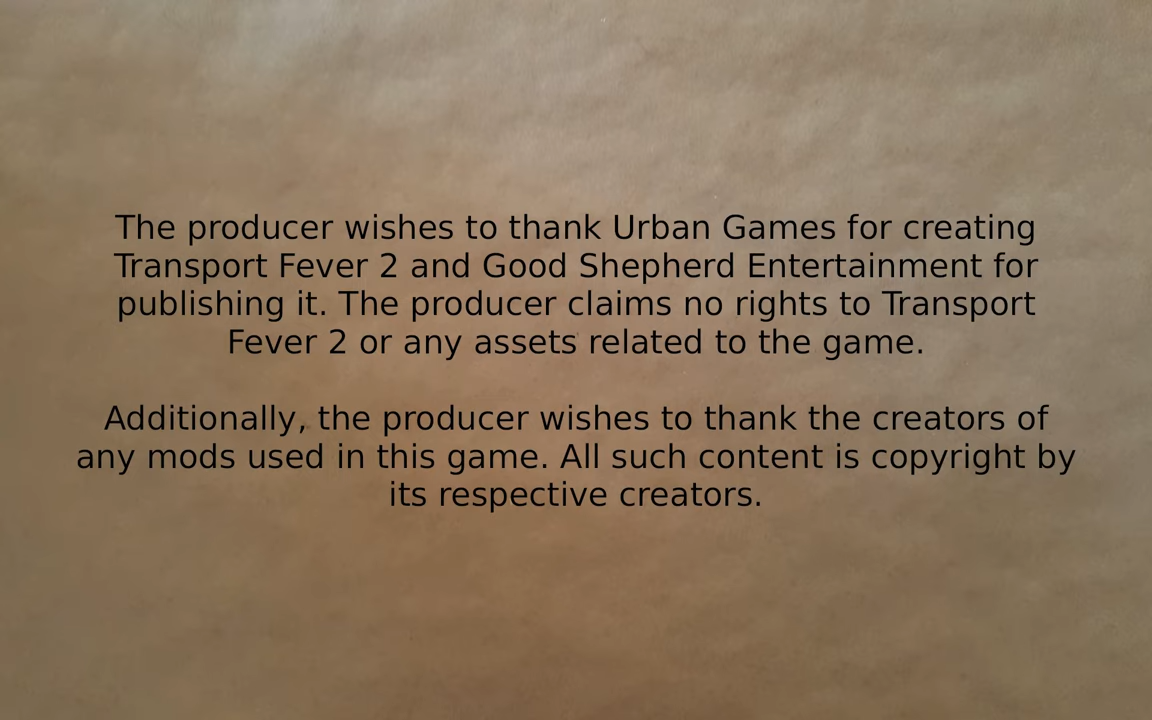 The producer wishes to thank Urban Games for creating
Transport Fever 2 and Good Shepherd Entertainment for
publishing it. The producer claims no rights to Transport
Fever 2 or any assets related to the game.
Additionally, the producer wishes to thank the creators of
any mods used in this game. All such content is copyright by
its respective creators.